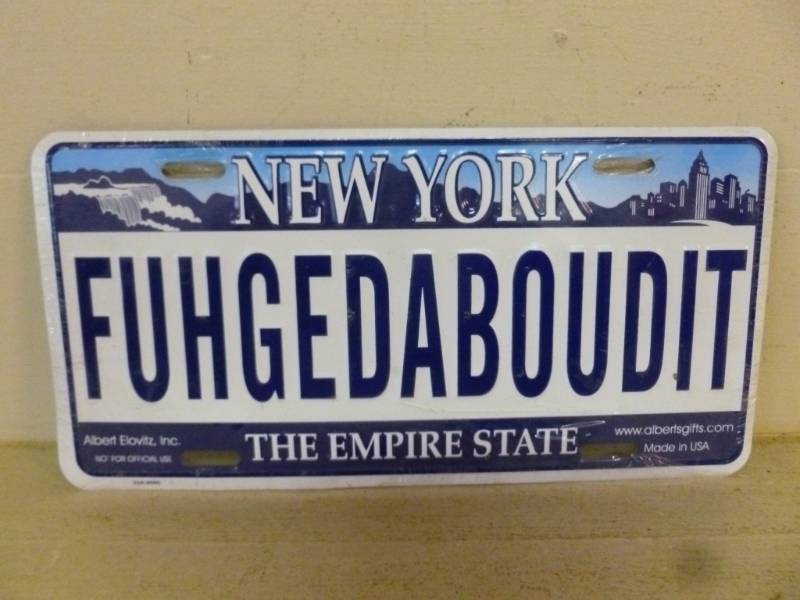 NEW YORK
FUHGEDABOUDIT
Albert Elovitz, Inc.
NOT FOR OFFICIAL USE
THE EMPIRE STATE
www.albertsgifts.com
Made in USA